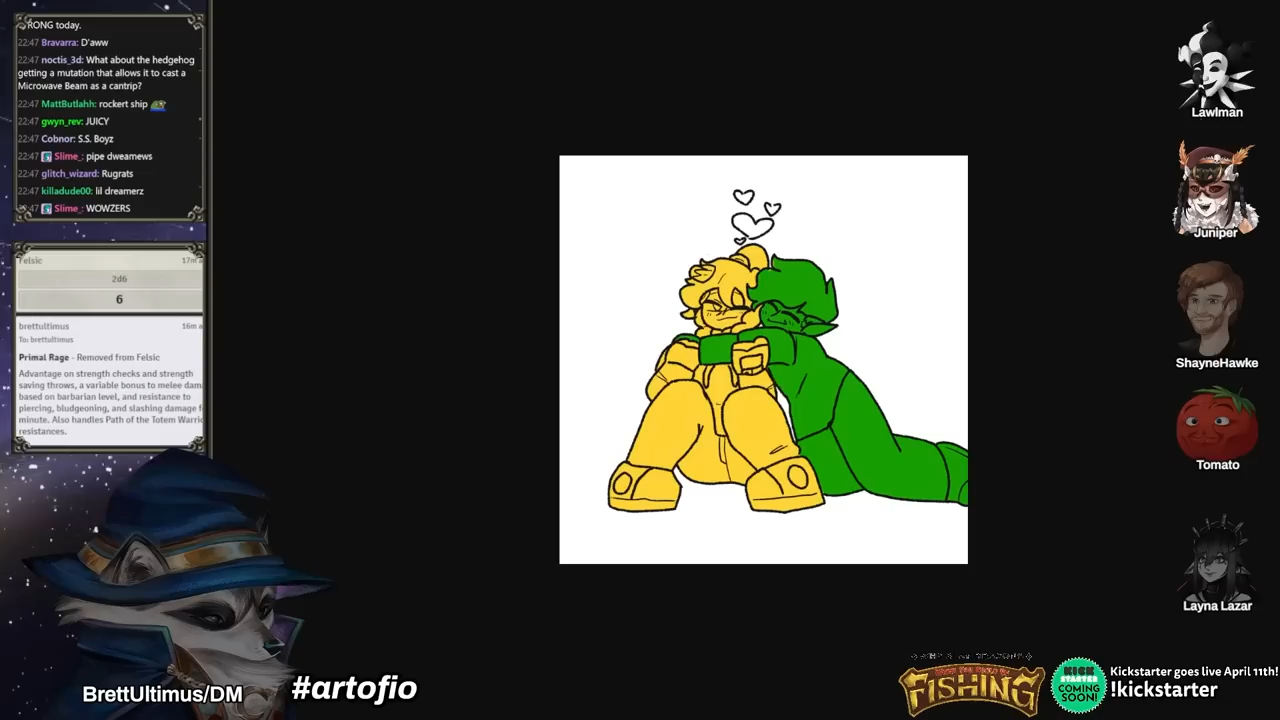 RONG today.
22:47 Bravarra: D'aww
22:47 noctis_3d: What about the hedgehog
getting a mutation that allows it to cast a
Microwave Beam as a cantrip?
22:47 MattButlahh: rockert ship
22:47 gwyn_rev: JUICY
22:47 Cobnor: S.S. Boyz
22:47 Slime_: pipe dweamews
22:47 glitch_wizard: Rugrats
22:47 killadude00: lil dreamerz
:47 Slime_: WOWZERS
Felsic 17m a
2d6
6
brettultimus 16m a
To: brettultimus
Primal Rage - Removed from Felsic
Advantage on strength checks and strength
saving throws, a variable bonus to melee dam
based on barbarian level, and resistance to
piercing, bludgeoning, and slashing damage f
minute. Also handles Path of the Totem Warrio
resistances.
BrettUltimus/DM
#artofio
Lawlman
Juniper
ShayneHawke
Tomato
Layna Lazar
FISHING
KICK
STARTER
COMING
SOON!
Kickstarter goes live April 11th!
!kickstarter